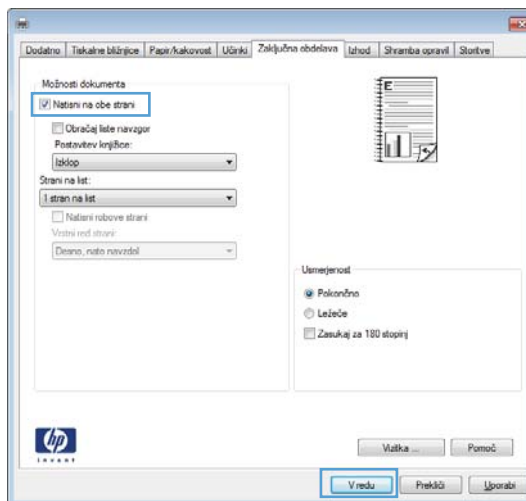 Dodatno Tiskalne bližnjice Papir/kakovost Učinki Zaključna obdelava Izhod Shramba opravil Storitve
Možnosti dokumenta
Natisni na obe strani
Obračaj liste navzgor
Postavitev knjižice:
Izklop
Strani na list:
1 stran na list
Natisni robove strani
Vrstni red strani:
Desno, nato navzdol
E
Usmerjenost
Pokončno
Ležeče
Zasukaj za 180 stopinj
hp
invent
Vizitka ... Pomoč
V redu Prekliči Uporabi